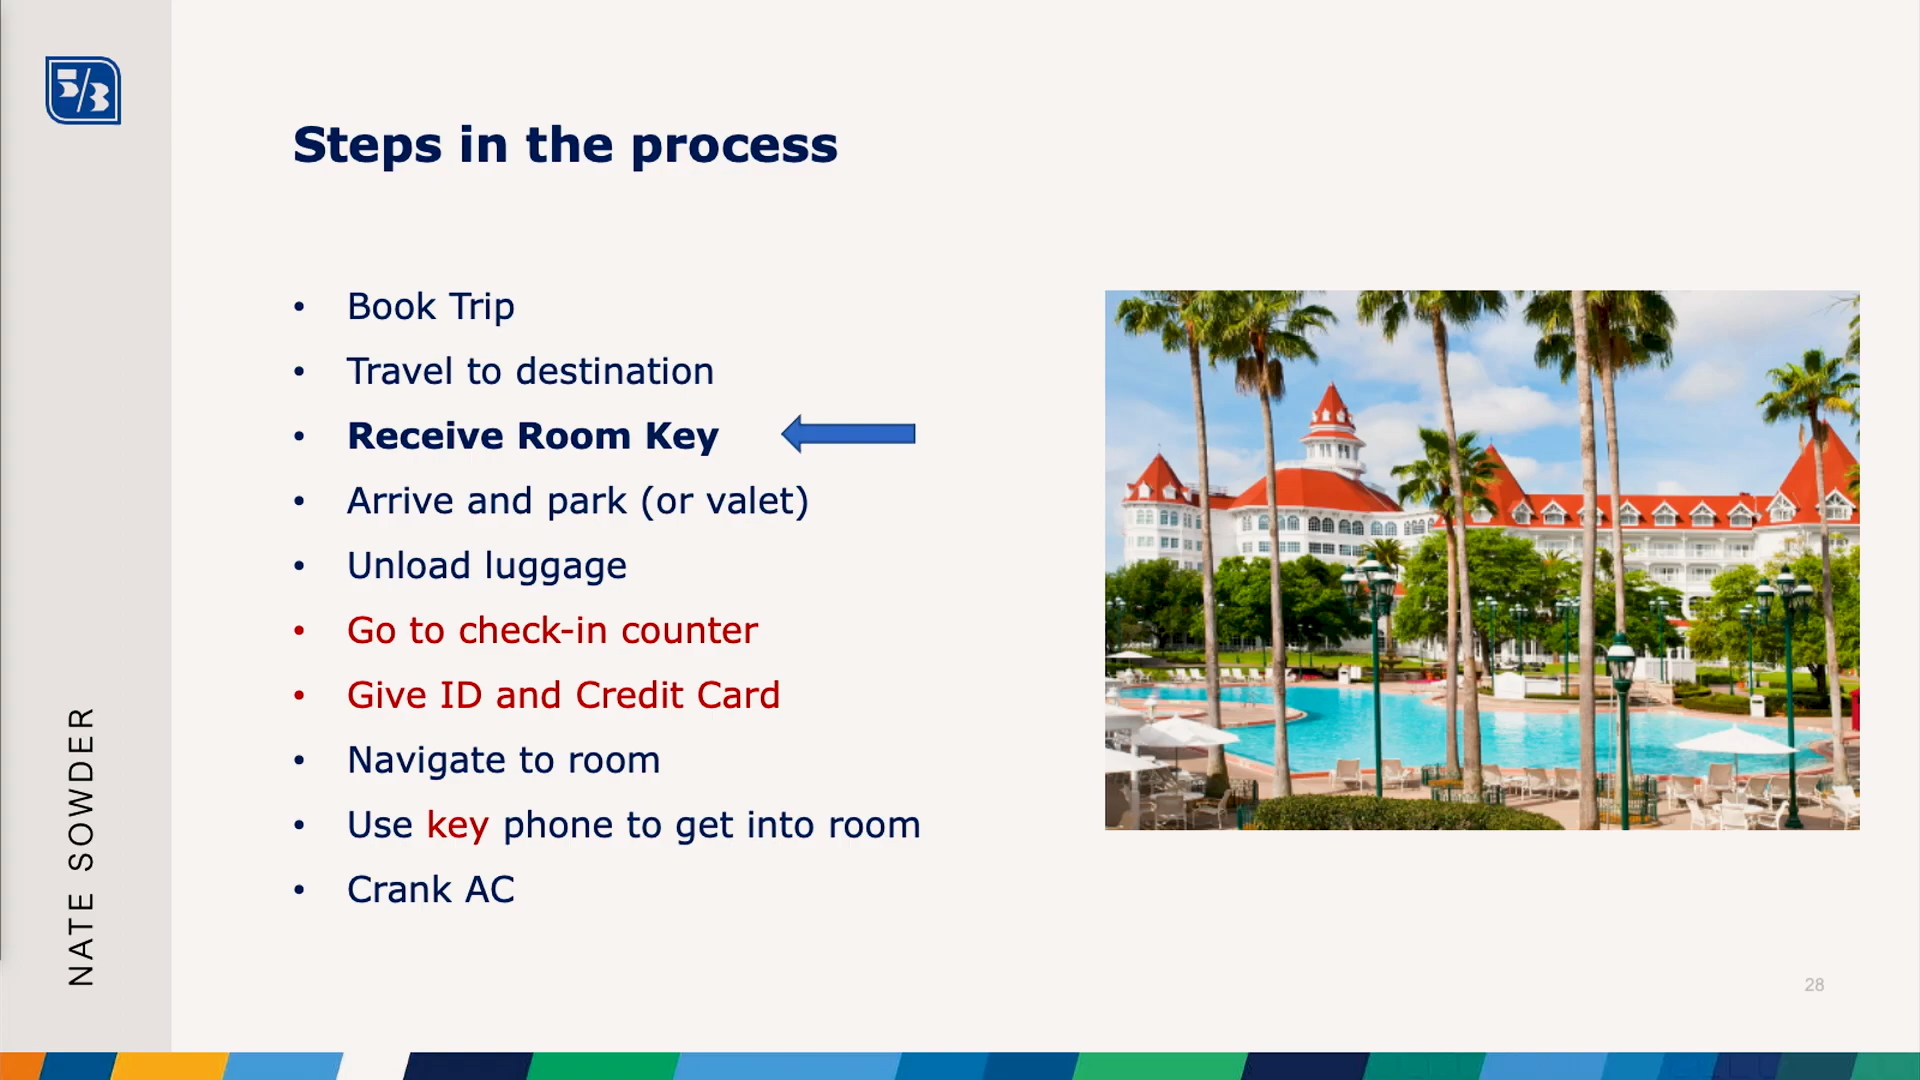 5/3
Steps in the process
• Book Trip
• Travel to destination
• Receive Room Key
• Arrive and park (or valet)
• Unload luggage
• Go to check-in counter
• Give ID and Credit Card
• Navigate to room
• Use key phone to get into room
• Crank AC
NATE SOWDER
28